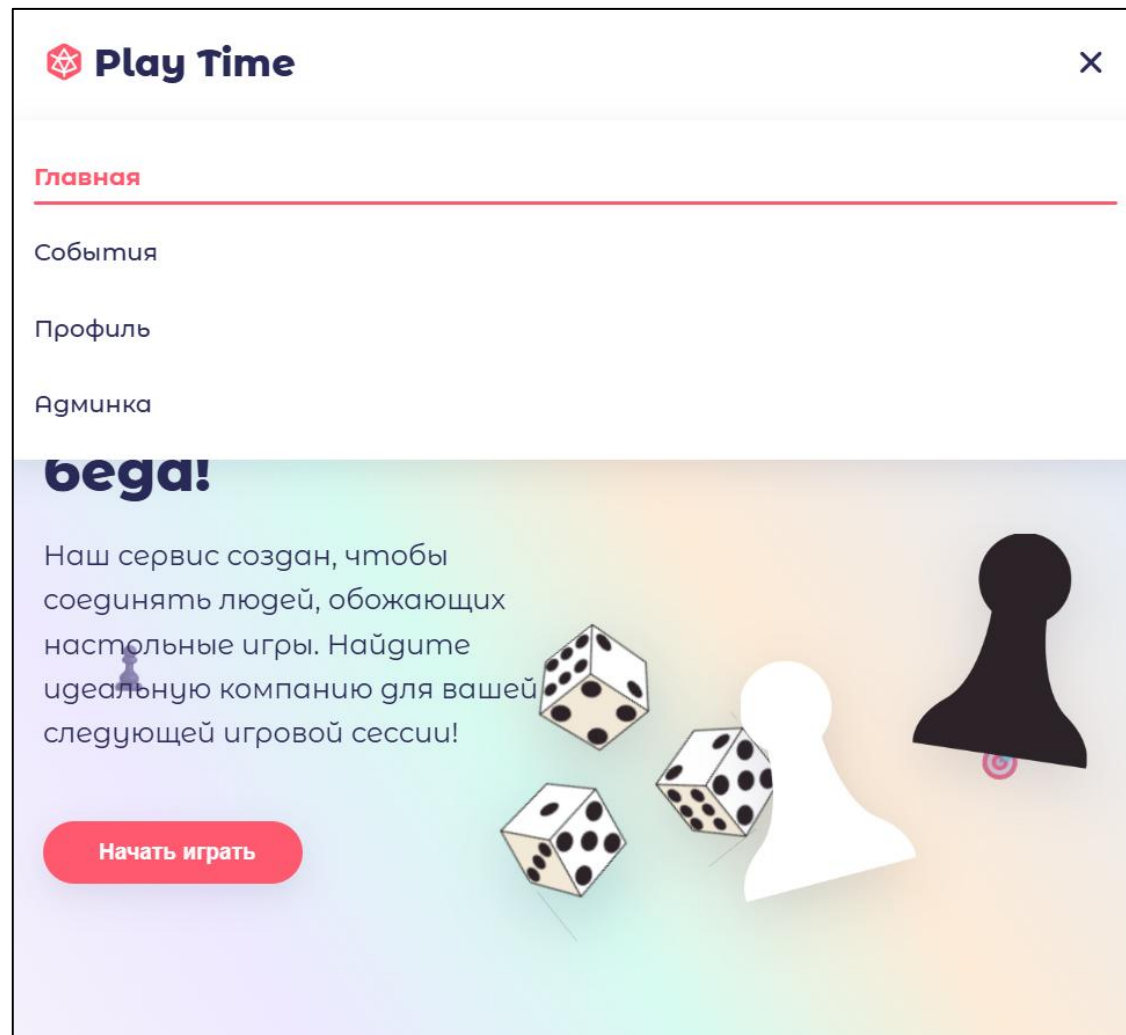 Play Time
Главная
События
Профиль
Админка
беда!
Наш сервис создан, чтобы
соединять людей, обожающих
настольные игры. Найдите
идеальную компанию для вашей
следующей игровой сессии!
Начать играть